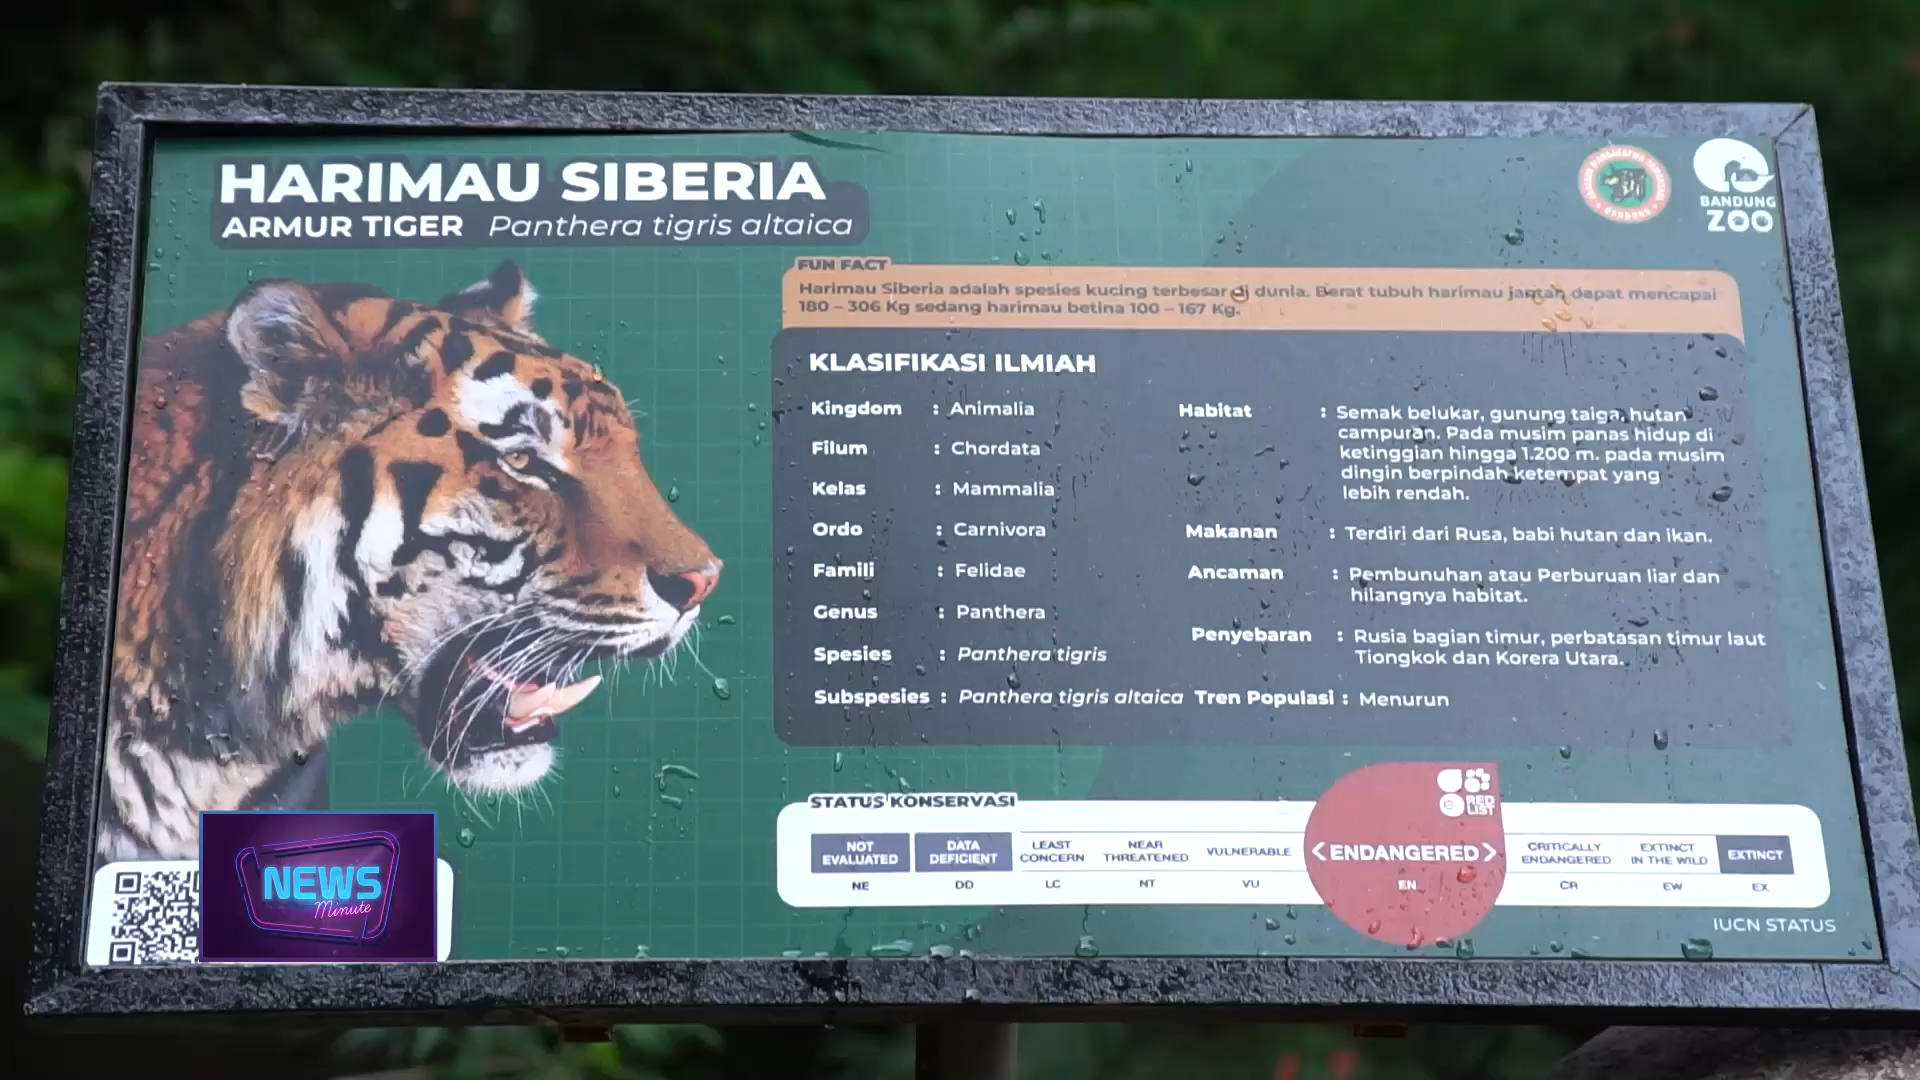 HARIMAU SIBERIA
ARMUR TIGER Panthera tigris altaica
BANDUNG
ZOO
FUN FACT
Harimau Siberia adalah spesies kucing terbesar di dunia. Berat tubuh harimau jantan dapat mencapai
180 – 306 Kg sedang harimau betina 100 – 167 Kg.
KLASIFIKASI ILMIAH
Kingdom : Animalia
Filum : Chordata
Kelas : Mammalia
Ordo : Carnivora
Famili : Felidae
Genus : Panthera
Spesies : Panthera tigris
Subspesies : Panthera tigris altaica
Habitat : Semak belukar, gunung taiga, hutan
campuran. Pada musim panas hidup di
ketinggian hingga 1.200 m. pada musim
dingin berpindah ketempat yang
lebih rendah.
Makanan : Terdiri dari Rusa, babi hutan dan ikan.
Ancaman : Pembunuhan atau Perburuan liar dan
hilangnya habitat.
Penyebaran : Rusia bagian timur, perbatasan timur laut
Tiongkok dan Korera Utara.
Tren Populasi : Menurun
STATUS KONSERVASI
NOT
EVALUATED
NE
DATA
DEFICIENT
DD
LEAST
CONCERN
LC
NEAR
THREATENED
NT
VULNERABLE
VU
RED
LIST
<ENDANGERED>
EN
CRITICALLY
ENDANGERED
CR
EXTINCT
IN THE WILD
EW
EXTINCT
EX
IUCN STATUS
NEWS
Minute